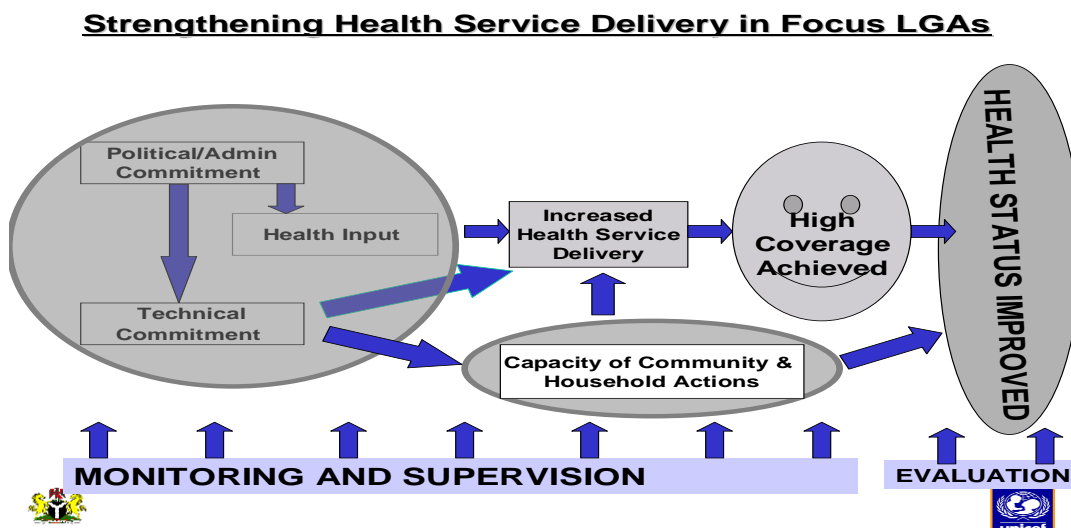 Strengthening Health Service Delivery in Focus LGAs
Political/Admin
Commitment
Health Input
Technical
Commitment
Increased
Health Service
Delivery
High
Coverage
Achieved
Capacity of Community &
Household Actions
HEALTH STATUS IMPROVED
MONITORING AND SUPERVISION
EVALUATION
unicef